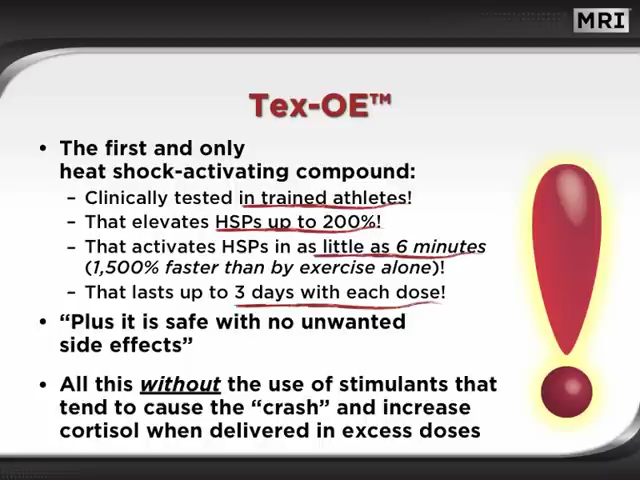 MRI
Tex-OE™
• The first and only
heat shock-activating compound:
– Clinically tested in trained athletes!
– That elevates HSPs up to 200%!
– That activates HSPs in as little as 6 minutes
(1,500% faster than by exercise alone)!
– That lasts up to 3 days with each dose!
• “Plus it is safe with no unwanted
side effects”
• All this without the use of stimulants that
tend to cause the “crash” and increase
cortisol when delivered in excess doses